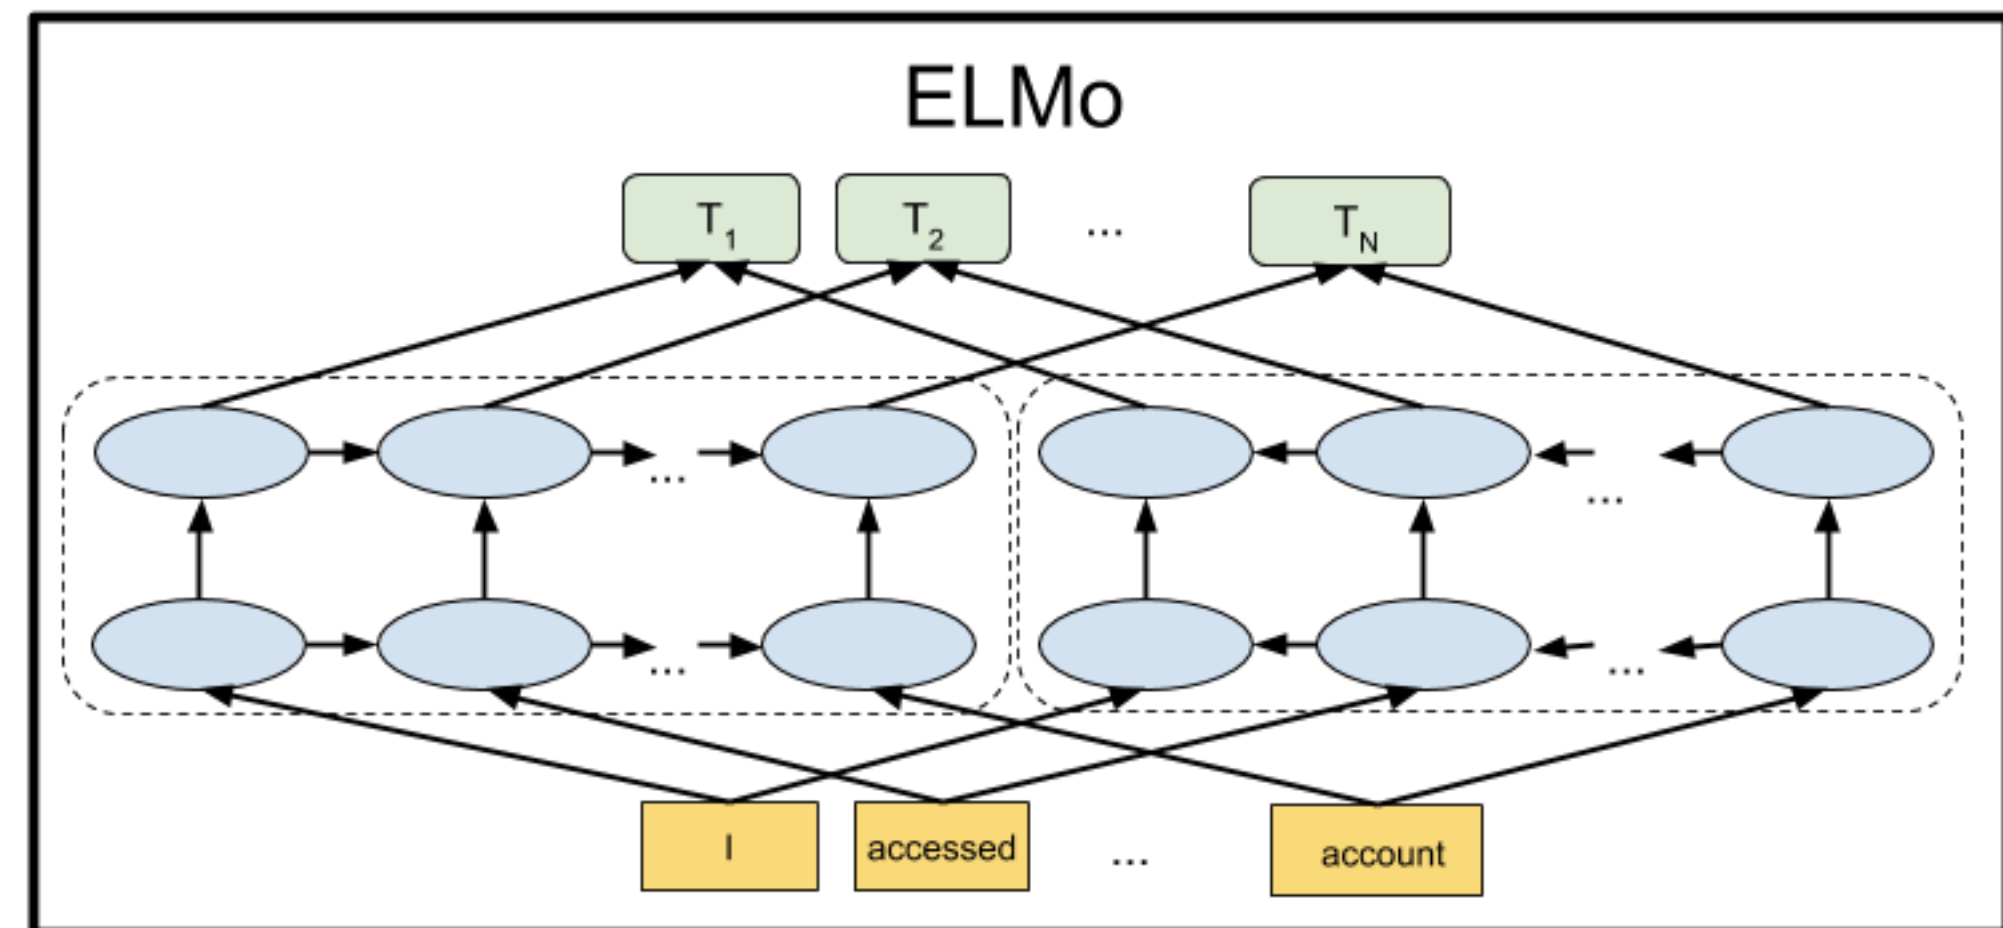 ELMo
T1 T2 ... TN
... ...
... ...
I accessed ... account